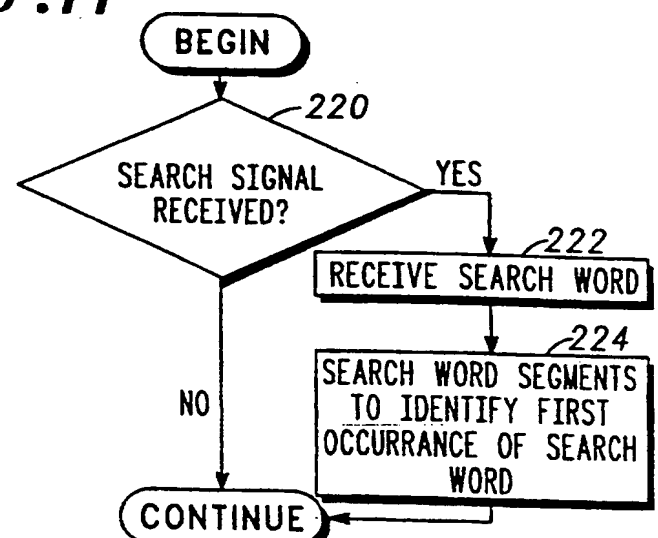 BEGIN
220
SEARCH SIGNAL
RECEIVED?
YES
222
RECEIVE SEARCH WORD
224
SEARCH WORD SEGMENTS
TO IDENTIFY FIRST
OCCURRANCE OF SEARCH
WORD
NO
CONTINUE